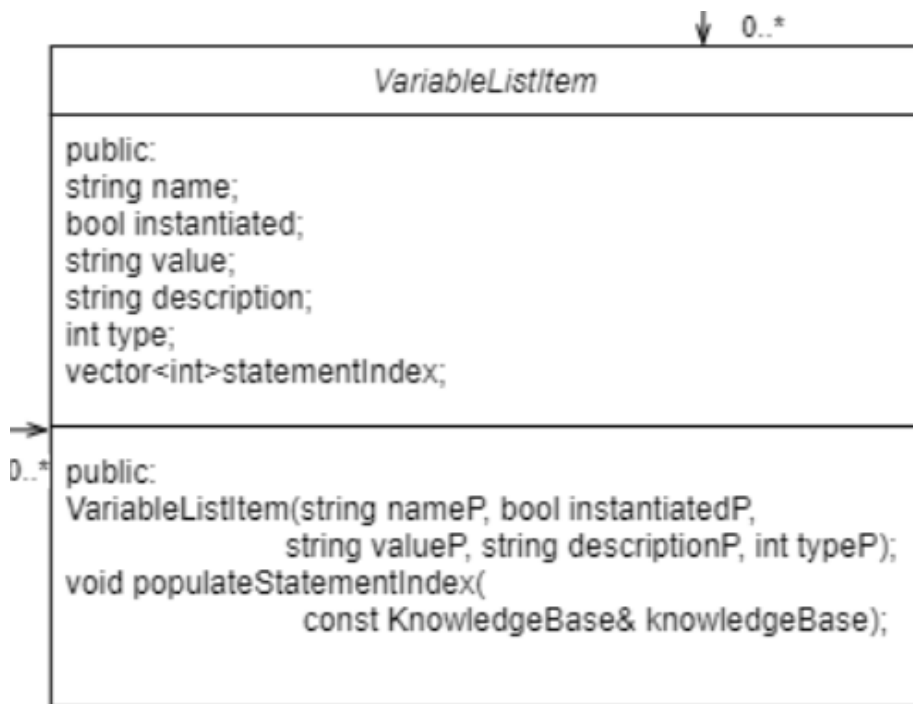 0..*
VariableListItem
public:
string name;
bool instantiated;
string value;
string description;
int type;
vector<int>statementIndex;
0..*
public:
VariableListItem(string nameP, bool instantiatedP,
string valueP, string descriptionP, int typeP);
void populateStatementIndex(
const KnowledgeBase& knowledgeBase);